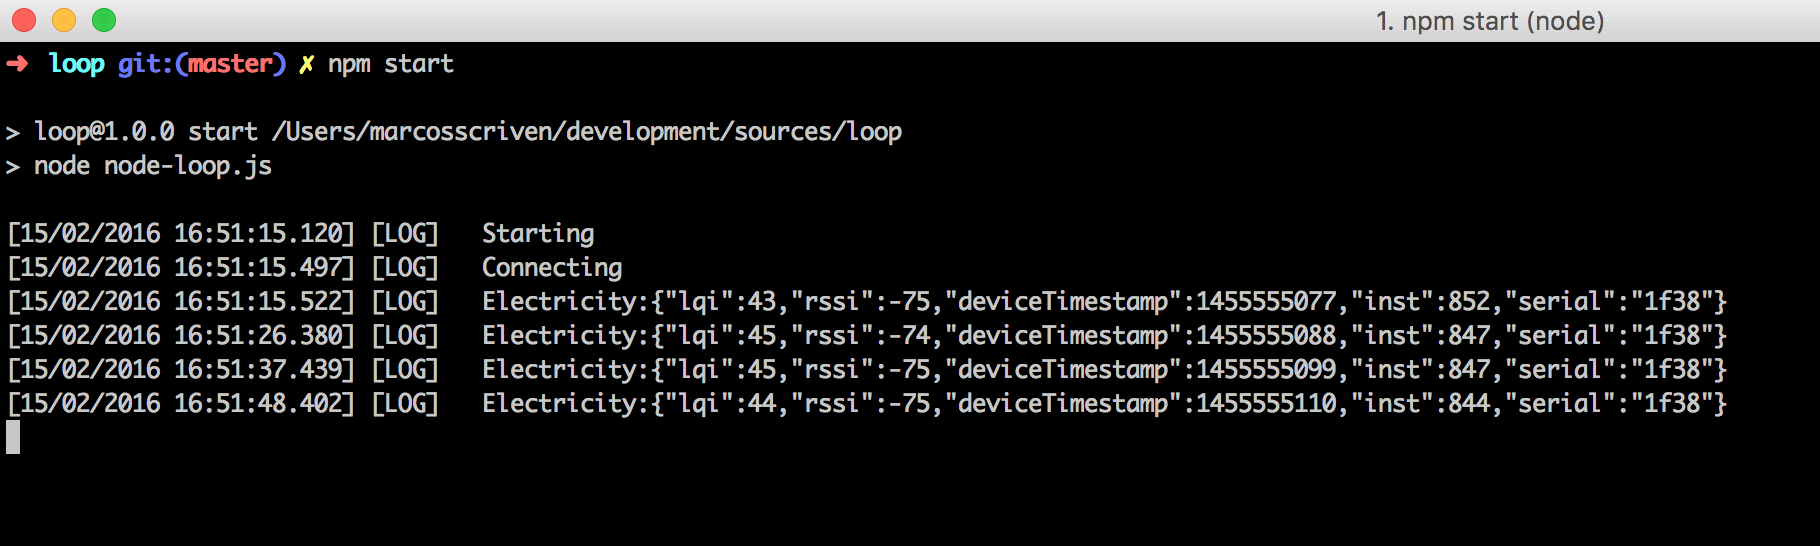 1. npm start (node)
➜ loop git:(master) ✗ npm start
> loop@1.0.0 start /Users/marcosscriven/development/sources/loop
> node node-loop.js
[15/02/2016 16:51:15.120] [LOG] Starting
[15/02/2016 16:51:15.497] [LOG] Connecting
[15/02/2016 16:51:15.522] [LOG] Electricity:{"lqi":43,"rssi":-75,"deviceTimestamp":1455555077,"inst":852,"serial":"1f38"}
[15/02/2016 16:51:26.380] [LOG] Electricity:{"lqi":45,"rssi":-74,"deviceTimestamp":1455555088,"inst":847,"serial":"1f38"}
[15/02/2016 16:51:37.439] [LOG] Electricity:{"lqi":45,"rssi":-75,"deviceTimestamp":1455555099,"inst":847,"serial":"1f38"}
[15/02/2016 16:51:48.402] [LOG] Electricity:{"lqi":44,"rssi":-75,"deviceTimestamp":1455555110,"inst":844,"serial":"1f38"}